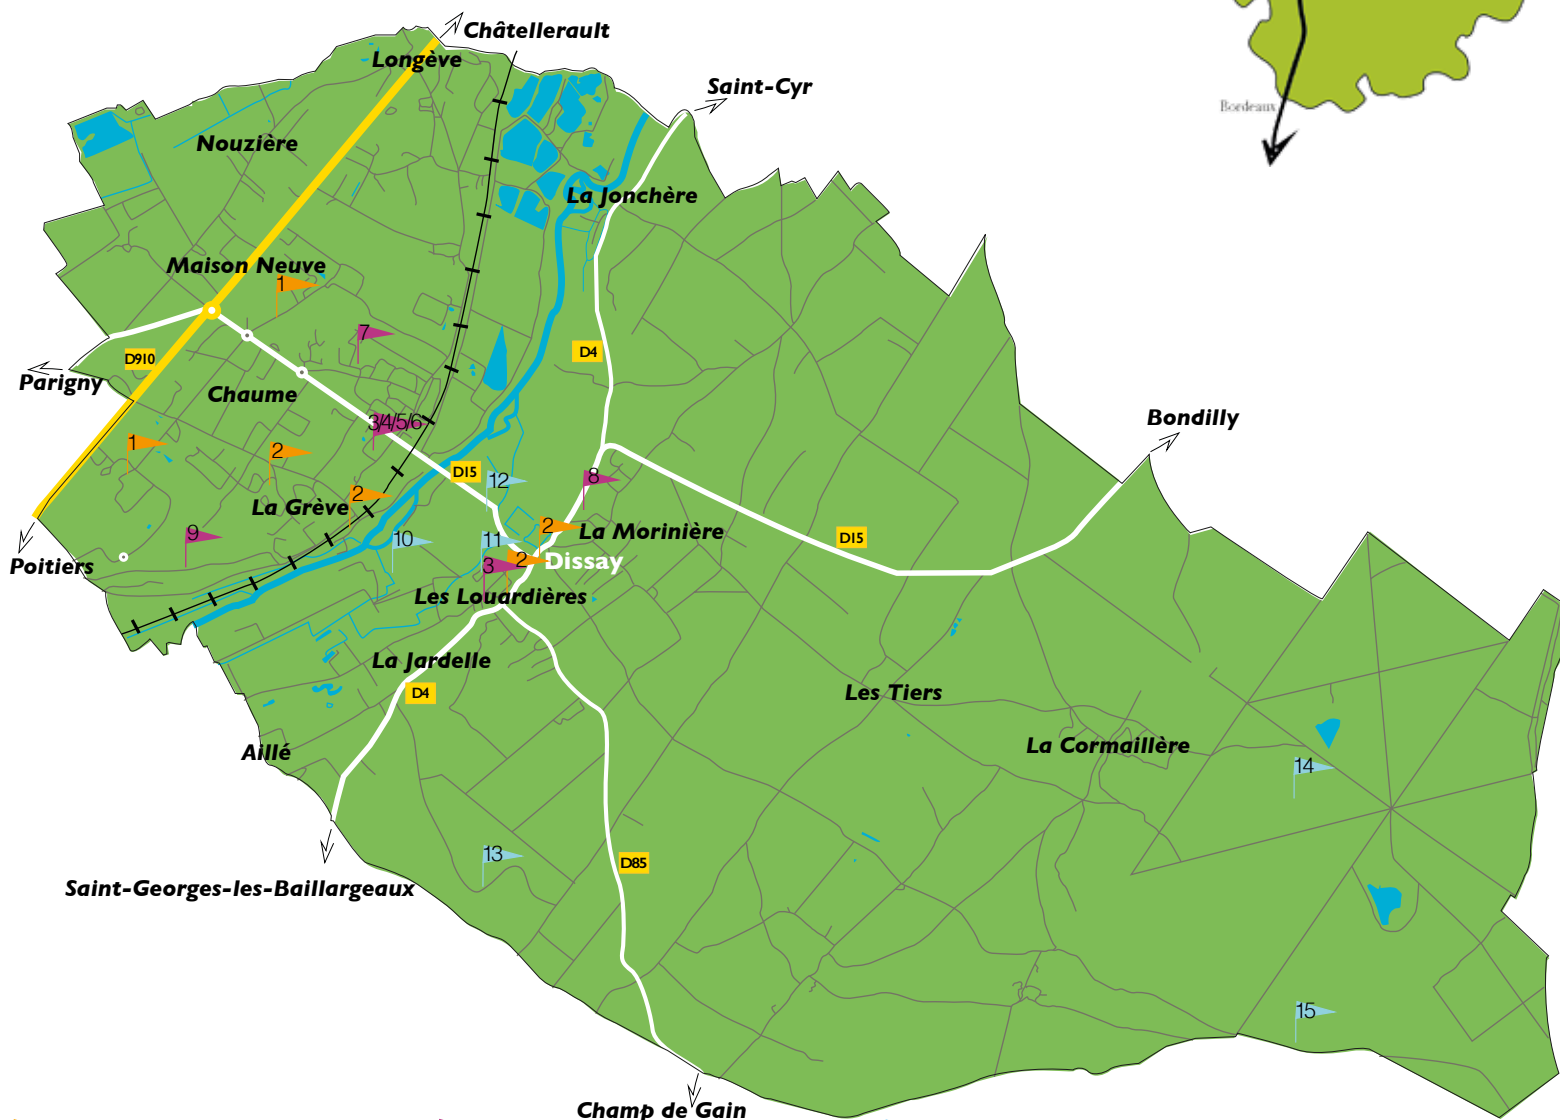 Châtellerault
Longève
Saint-Cyr
Bordeaux
Nouzière
La Jonchère
Maison Neuve
1
7
D910
D4
Parigny
Chaume
3/4/5/6
Bondilly
1
2
D15
12
8
2
La Grève
9
10
11
2
La Morinière
D15
Poitiers
3
2
Dissay
Les Louardières
La Jardelle
D4
Les Tiers
Aillé
La Cormaillère
14
13
D85
Saint-Georges-les-Baillargeaux
15
Champ de Gain